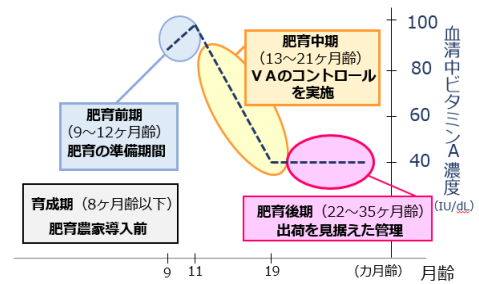 肥育中期
（13～21ヶ月齢）
ＶＡのコントロール
を実施
肥育前期
（9～12ヶ月齢）
肥育の準備期間
育成期（8ヶ月齢以下）
肥育農家導入前
肥育後期（22～35ヶ月齢）
出荷を見据えた管理
100
80
60
40
血清中ビタミンA濃度
(IU/dL)
9
11
19
(カ月齢)
月齢